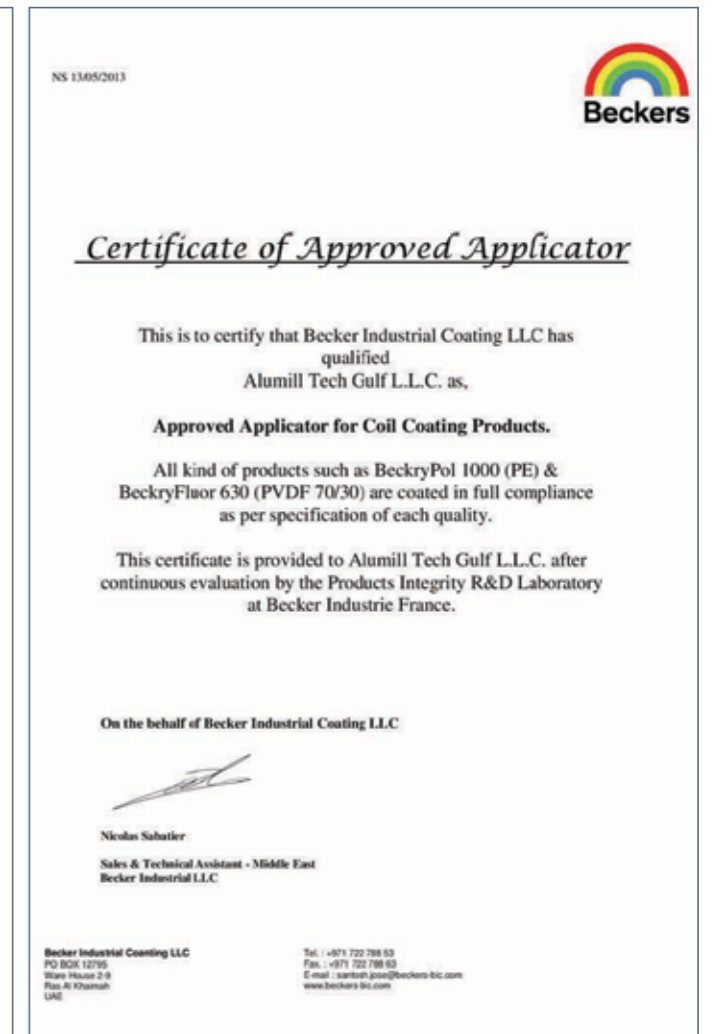 NS 13/05/2013
Beckers
Certificate of Approved Applicator
This is to certify that Becker Industrial Coating LLC has
qualified
Alumill Tech Gulf L.L.C. as,
Approved Applicator for Coil Coating Products.
All kind of products such as BeckryPol 1000 (PE) &
BeckryFluor 630 (PVDF 70/30) are coated in full compliance
as per specification of each quality.
This certificate is provided to Alumill Tech Gulf L.L.C. after
continuous evaluation by the Products Integrity R&D Laboratory
at Becker Industrie France.
On the behalf of Becker Industrial Coating LLC
Nicolas Sabatier
Sales & Technical Assistant - Middle East
Becker Industrial LLC
Becker Industrial Coanting LLC
PO BOX 12795
Ware House 2-9
Ras Al Khaimah
UAE
Tel. : +971 722 788 53
Fax. : +971 722 788 63
E-mail : santosh.jose@beckers-bic.com
www.beckers-bic.com